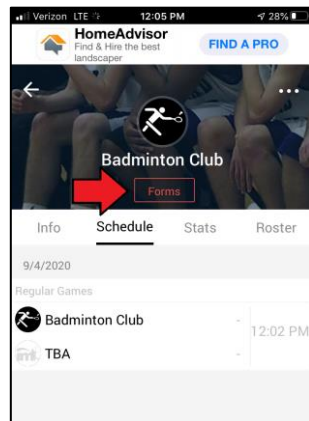 Verizon LTE 12:05 PM 28%
HomeAdvisor
Find & Hire the best
landscaper
FIND A PRO
Badminton Club
Forms
Info Schedule Stats Roster
9/4/2020
Regular Games
Badminton Club - 12:02 PM
TBA -